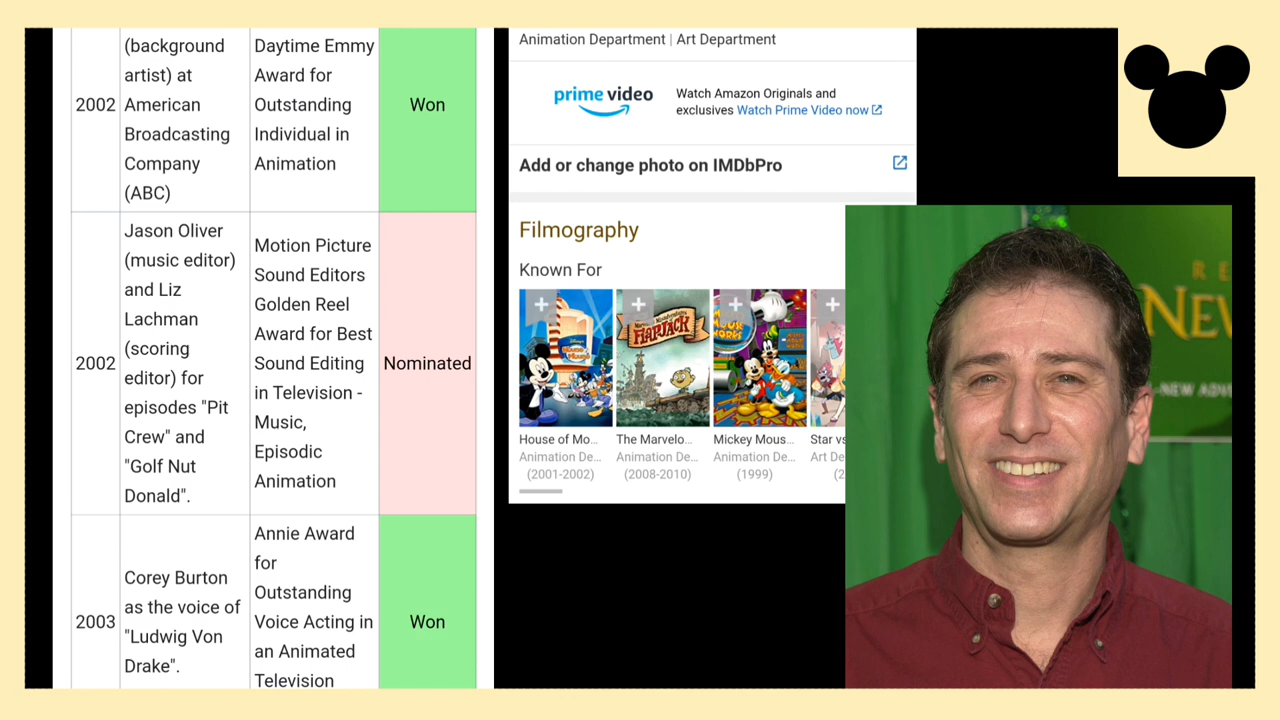 2002
(background
artist) at
American
Broadcasting
Company
(ABC)
Daytime Emmy
Award for
Outstanding
Individual in
Animation
Won
2002
Jason Oliver
(music editor)
and Liz
Lachman
(scoring
editor) for
episodes "Pit
Crew" and
"Golf Nut
Donald".
Motion Picture
Sound Editors
Golden Reel
Award for Best
Sound Editing
in Television -
Music,
Episodic
Animation
Nominated
2003
Corey Burton
as the voice of
"Ludwig Von
Drake".
Annie Award
for
Outstanding
Voice Acting in
an Animated
Television
Won
Animation Department | Art Department
prime video
Watch Amazon Originals and
exclusives Watch Prime Video now
Add or change photo on IMDbPro
Filmography
Known For
FLAPJACK
WORKS
House of Mo...
Animation De...
(2001-2002)
The Marvelo...
Animation De...
(2008-2010)
Mickey Mous...
Animation De...
(1999)
Star vs
Art De
(2
RE
NEV
-NEW ADV